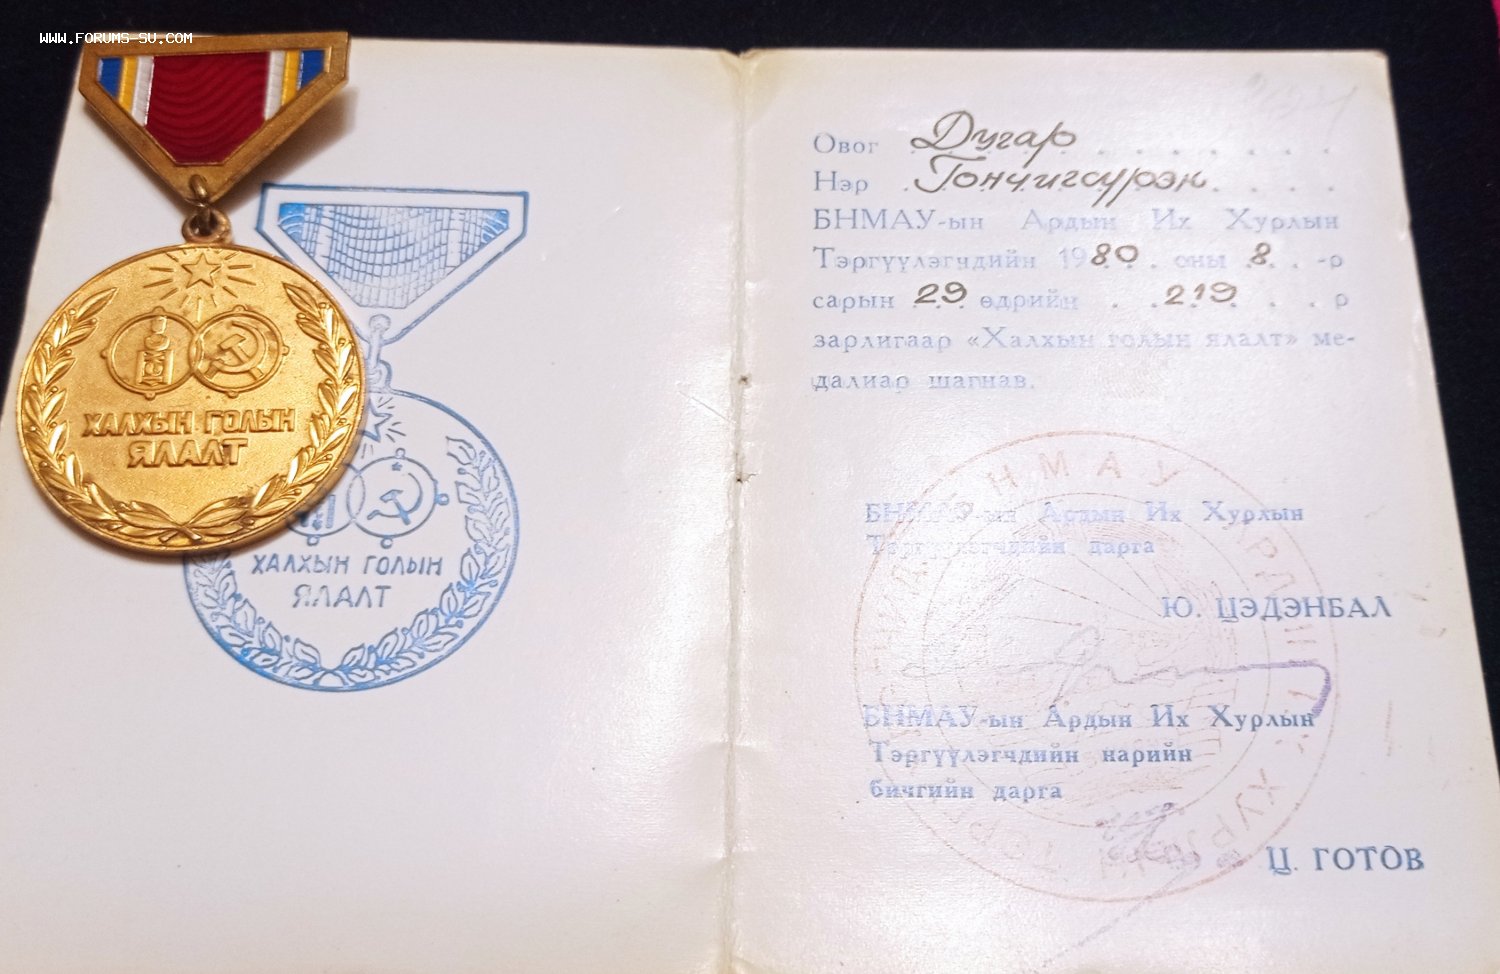 WWW.FORUMS-SU.COM
ХАЛХЫН ГОЛЫН
ЯЛАЛТ
ХАЛХЫН ГОЛЫН
ЯЛАЛТ
Овог Дугар
Нэр Гончигсүрэн
БНМАУ-ын Ардын Их Хурлын
Тэргүүлэгчдийн 1980 оны 8 -р
сарын 29 өдрийн 219 р
зарлигаар «Халхын голын ялалт» ме-
далиар шагнав.
БНМАУ-ын Ардын Их Хурлын
Тэргүүлэгчдийн дарга
Ю. ЦЭДЭНБАЛ
БНМАУ-ын Ардын Их Хурлын
Тэргүүлэгчдийн нарийн
бичгийн дарга
Ц. ГОТОВ
БНМАУ